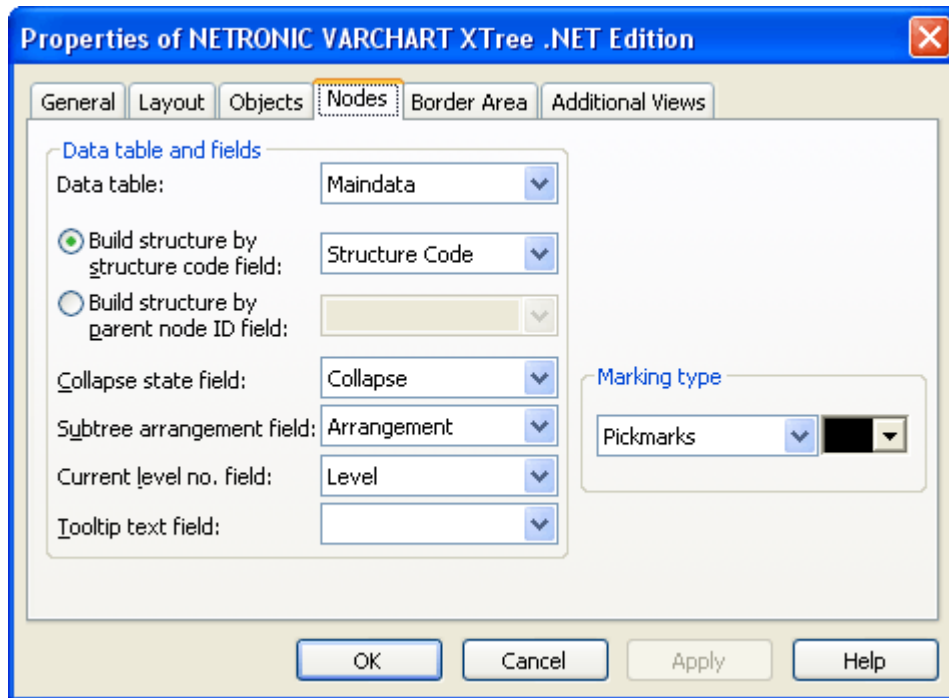 Properties of NETRONIC VARCHART XTree .NET Edition
General Layout Objects Nodes Border Area Additional Views
Data table and fields
Data table: Maindata
Build structure by
structure code field: Structure Code
Build structure by
parent node ID field:
Collapse state field: Collapse
Marking type
Subtree arrangement field: Arrangement
Pickmarks
Current level no. field: Level
Tooltip text field:
OK Cancel Apply Help